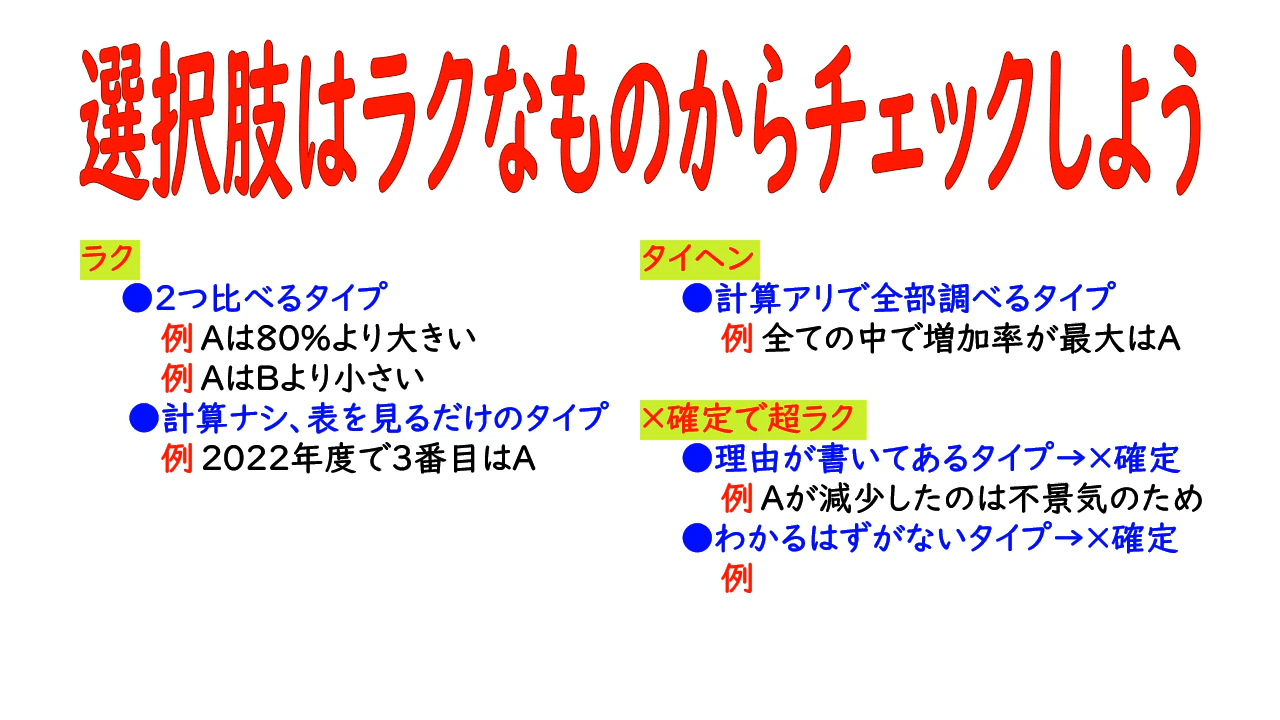 選択肢はラクなものからチェックしよう
ラク
●2つ比べるタイプ
例 Aは80%より大きい
例 AはBより小さい
●計算ナシ、表を見るだけのタイプ
例 2022年度で3番目はA
タイヘン
●計算アリで全部調べるタイプ
例 全ての中で増加率が最大はA
×確定で超ラク
●理由が書いてあるタイプ→×確定
例 Aが減少したのは不景気のため
●わかるはずがないタイプ→×確定
例